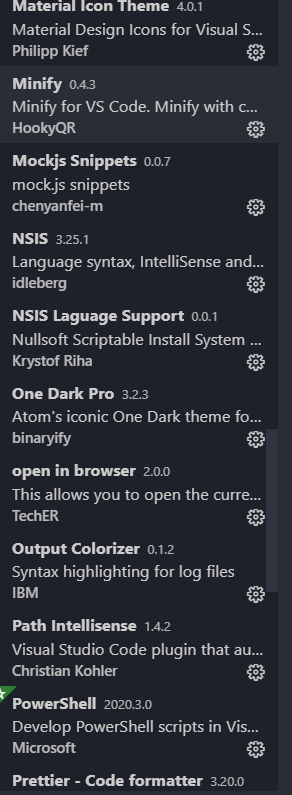 Material Icon Theme 4.0.1
Material Design Icons for Visual S...
Philipp Kief
Minify 0.4.3
Minify for VS Code. Minify with c...
HookyQR
Mockjs Snippets 0.0.7
mock.js snippets
chenyanfei-m
NSIS 3.25.1
Language syntax, IntelliSense and...
idleberg
NSIS Laguage Support 0.0.1
Nullsoft Scriptable Install System ...
Krystof Riha
One Dark Pro 3.2.3
Atom's iconic One Dark theme fo...
binaryify
open in browser 2.0.0
This allows you to open the curre...
TechER
Output Colorizer 0.1.2
Syntax highlighting for log files
IBM
Path Intellisense 1.4.2
Visual Studio Code plugin that au...
Christian Kohler
PowerShell 2020.3.0
Develop PowerShell scripts in Vis...
Microsoft
Prettier - Code formatter 3.20.0